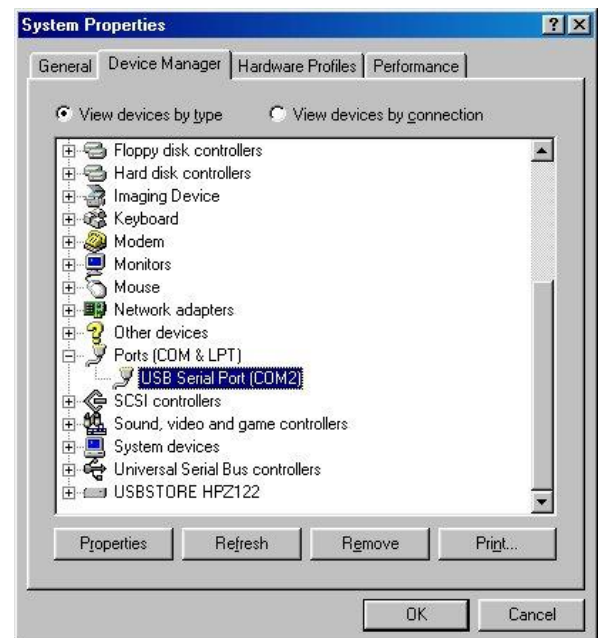 System Properties
General Device Manager Hardware Profiles Performance
View devices by type View devices by connection
Floppy disk controllers
Hard disk controllers
Imaging Device
Keyboard
Modem
Monitors
Mouse
Network adapters
Other devices
Ports (COM & LPT)
USB Serial Port (COM2)
SCSI controllers
Sound, video and game controllers
System devices
Universal Serial Bus controllers
USBSTORE HPZ122
Properties Refresh Remove Print...
OK Cancel